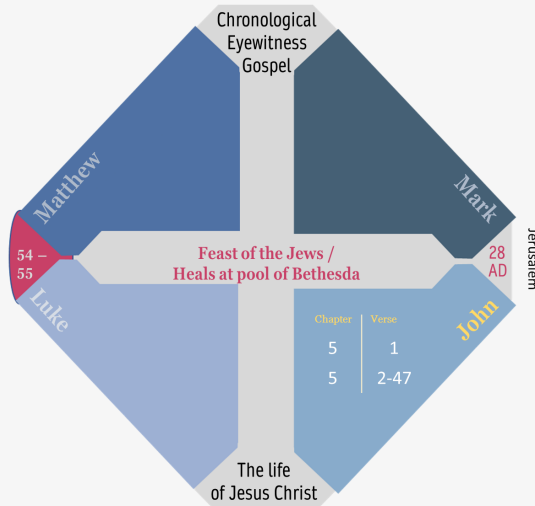 Chronological
Eyewitness
Gospel
Matthew
Mark
54 –
55
Feast of the Jews /
Heals at pool of Bethesda
28
AD
Jerusalem
Luke
John
Chapter Verse
5 1
5 2-47
The life
of Jesus Christ